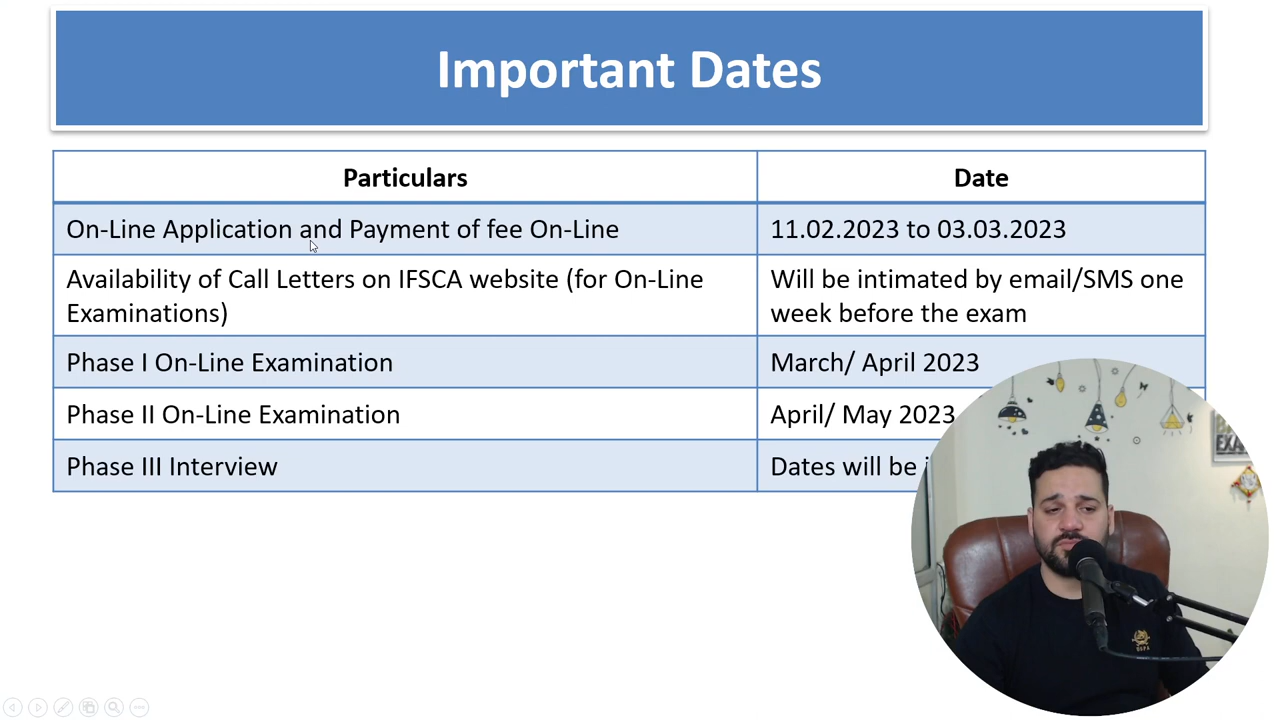 Important Dates
Particulars
Date
On-Line Application and Payment of fee On-Line
11.02.2023 to 03.03.2023
Availability of Call Letters on IFSCA website (for On-Line
Examinations)
Will be intimated by email/SMS one
week before the exam
Phase I On-Line Examination
March/ April 2023
Phase II On-Line Examination
April/ May 2023
Phase III Interview
Dates will be